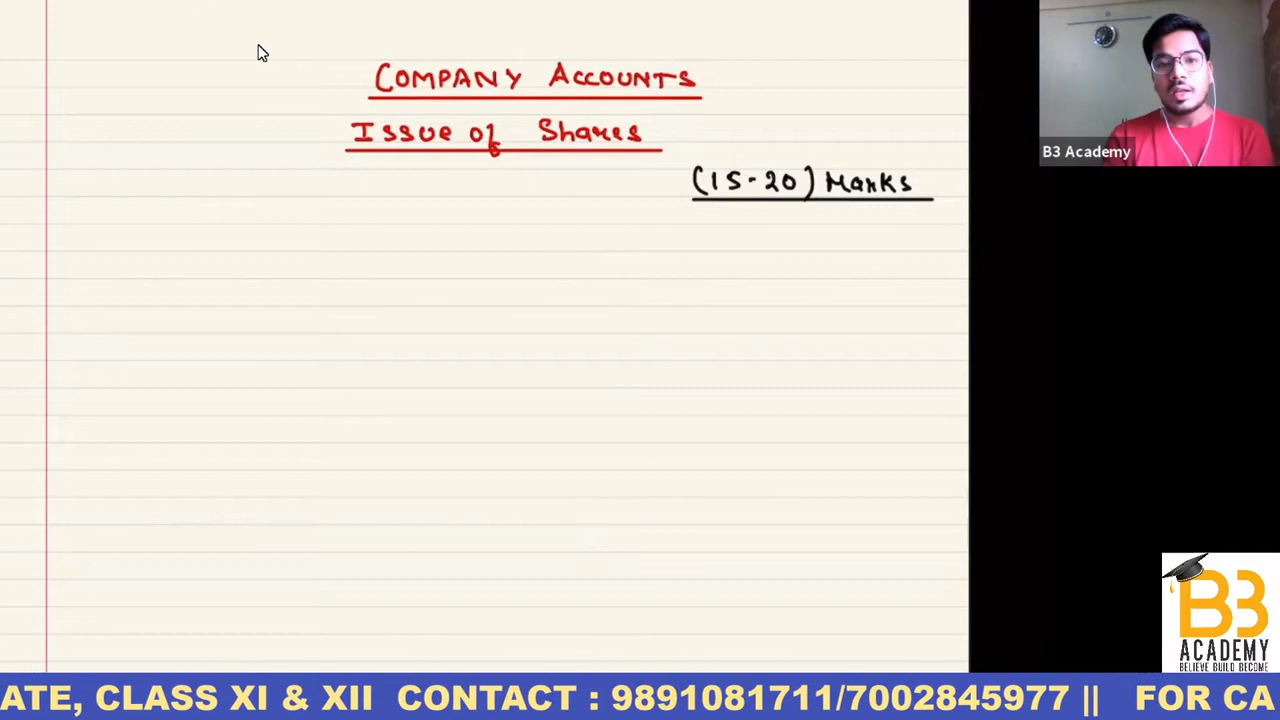 COMPANY ACCOUNTS
Issue of Shares
(15-20) Marks
B3 Academy
B3
ACADEMY
BELIEVE BUILD BECOME
ATE, CLASS XI & XII CONTACT : 9891081711/7002845977 || FOR CA